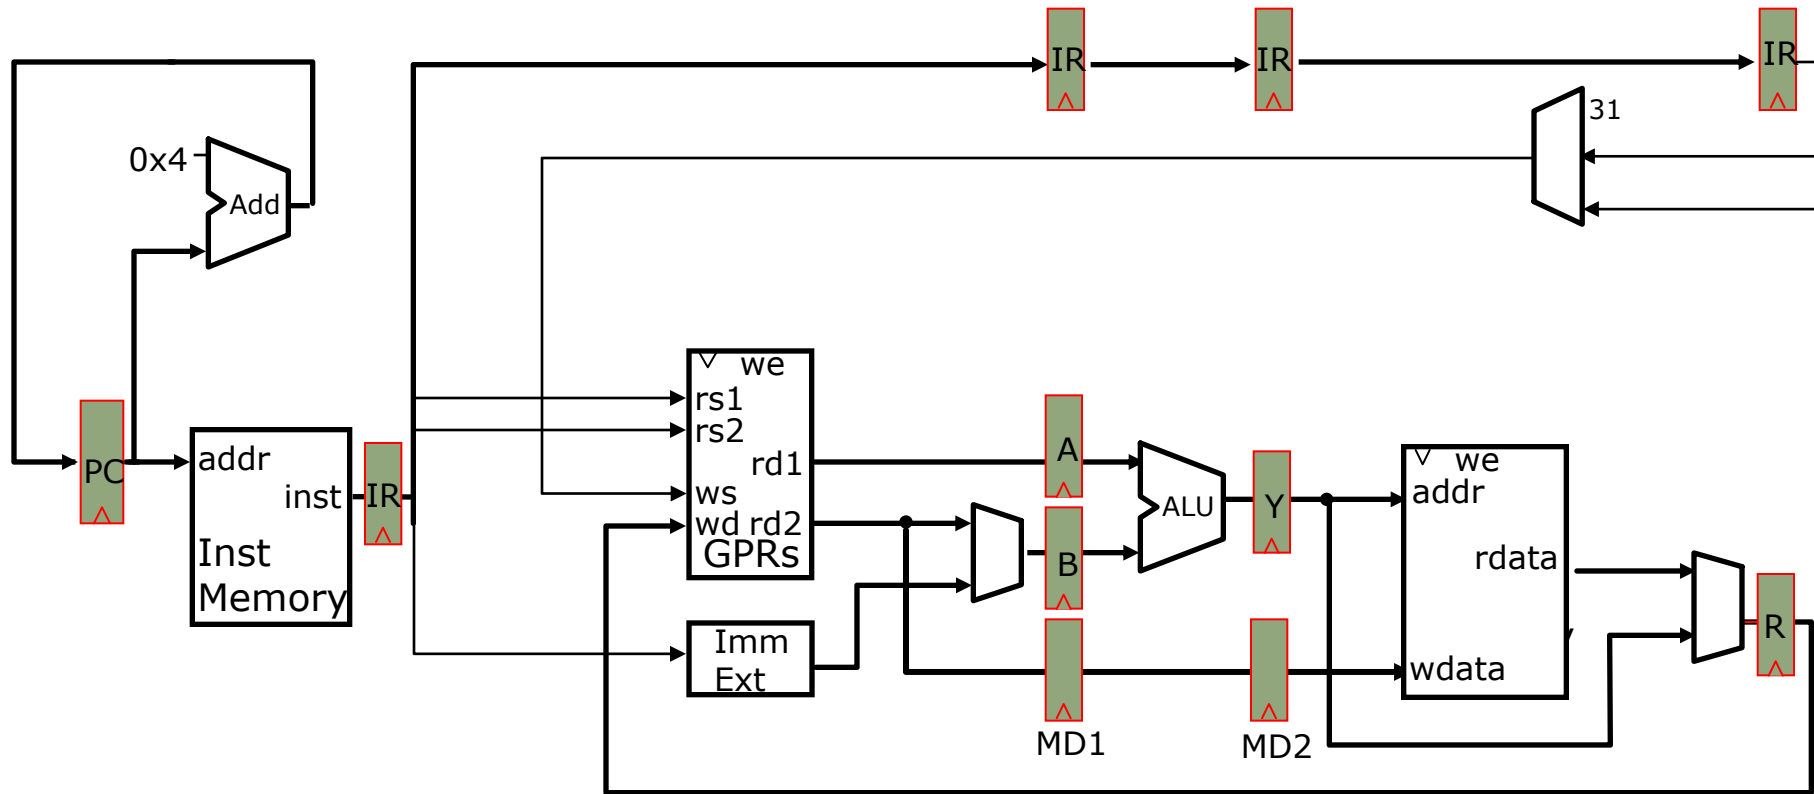 IR
IR
IR
31
0x4
Add
we
rs1
rs2
rd1
ws
wd rd2
GPRs
A
ALU
we
addr
PC
addr
inst
IR
Inst
Memory
B
Y
rdata
Imm
Ext
wdata
R
MD1
MD2